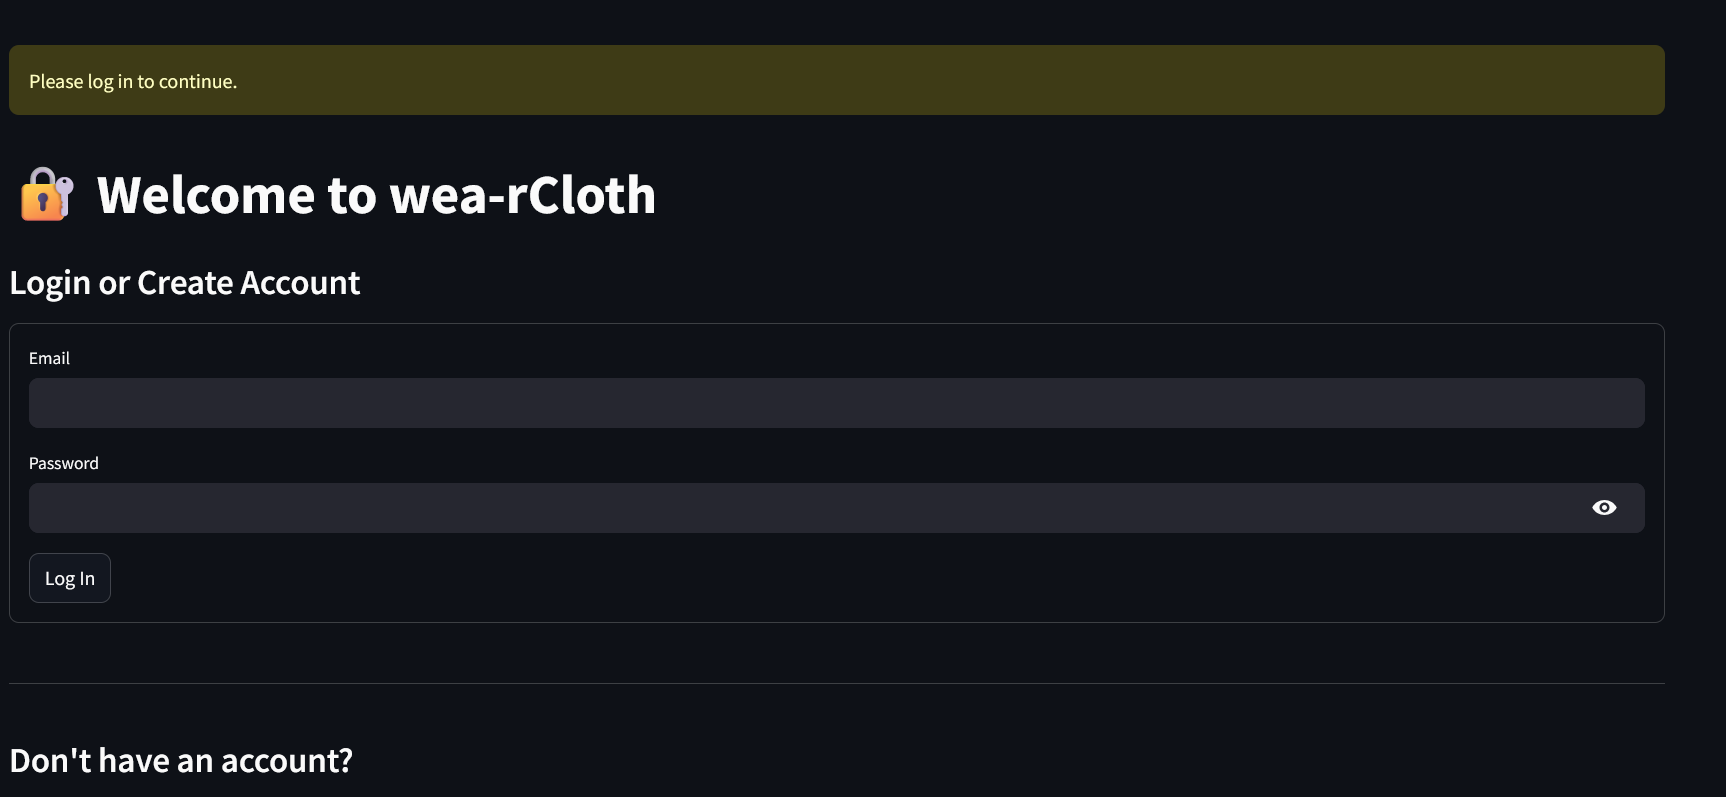 Please log in to continue.
Welcome to wea-rCloth
Login or Create Account
Email
Password
Log In
Don't have an account?